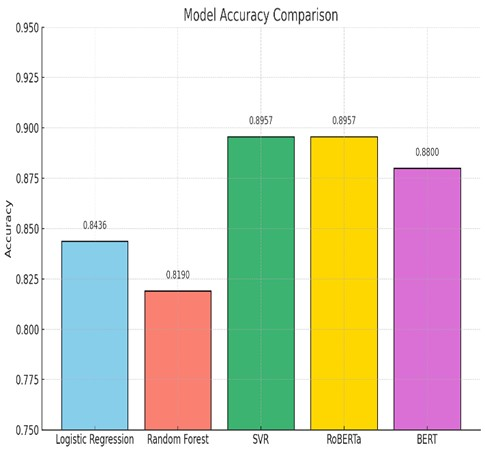 Model Accuracy Comparison
0.950
0.925
0.900
0.875
0.850
0.825
0.800
0.775
0.750
Accuracy
0.8436
0.8190
0.8957
0.8957
0.8800
Logistic Regression
Random Forest
SVR
RoBERTa
BERT